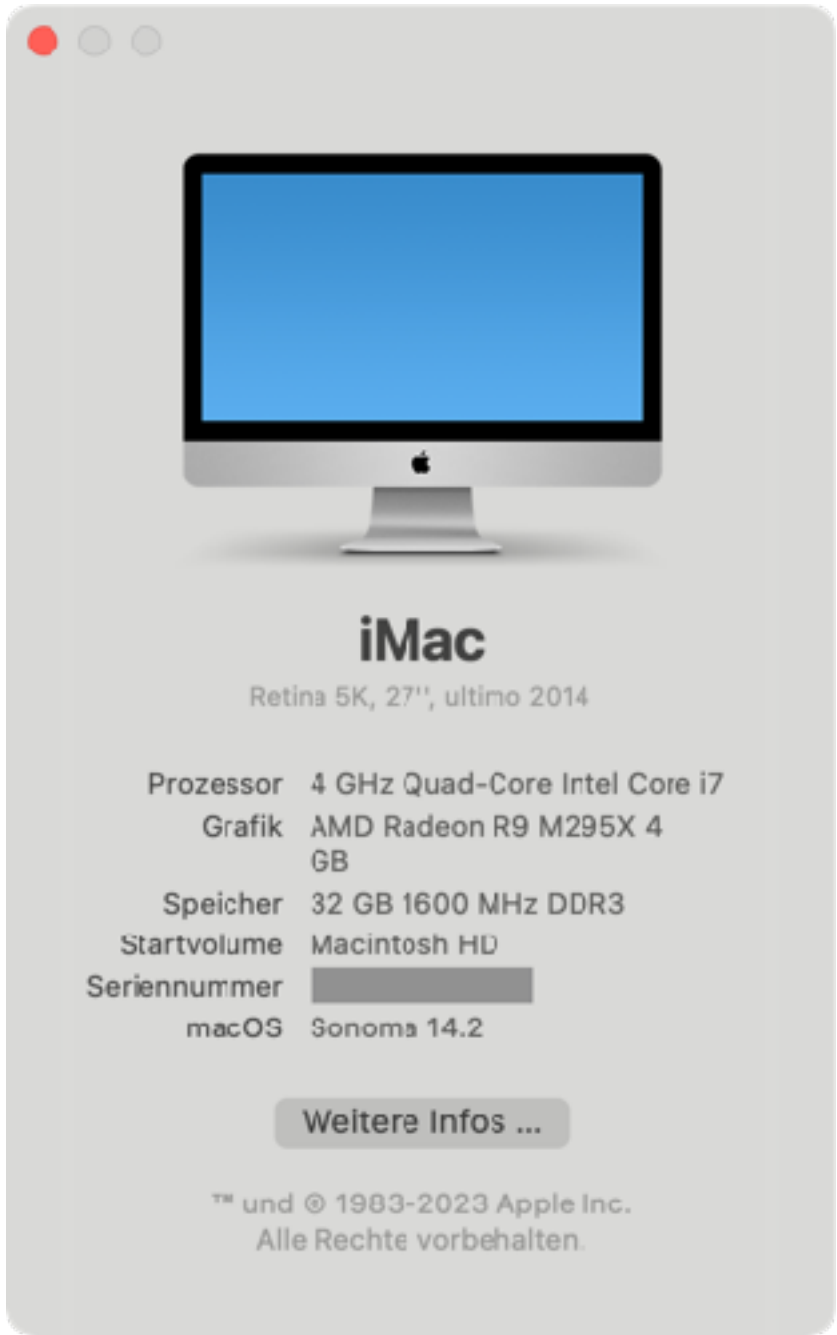 iMac
Retina 5K, 27'', ultimo 2014
Prozessor 4 GHz Quad-Core Intel Core i7
Grafik AMD Radeon R9 M295X 4
GB
Speicher 32 GB 1600 MHz DDR3
Startvolume Macintosh HD
Seriennummer
macOS Sonoma 14.2
Weitere Infos ...
™ und © 1983-2023 Apple Inc.
Alle Rechte vorbehalten.